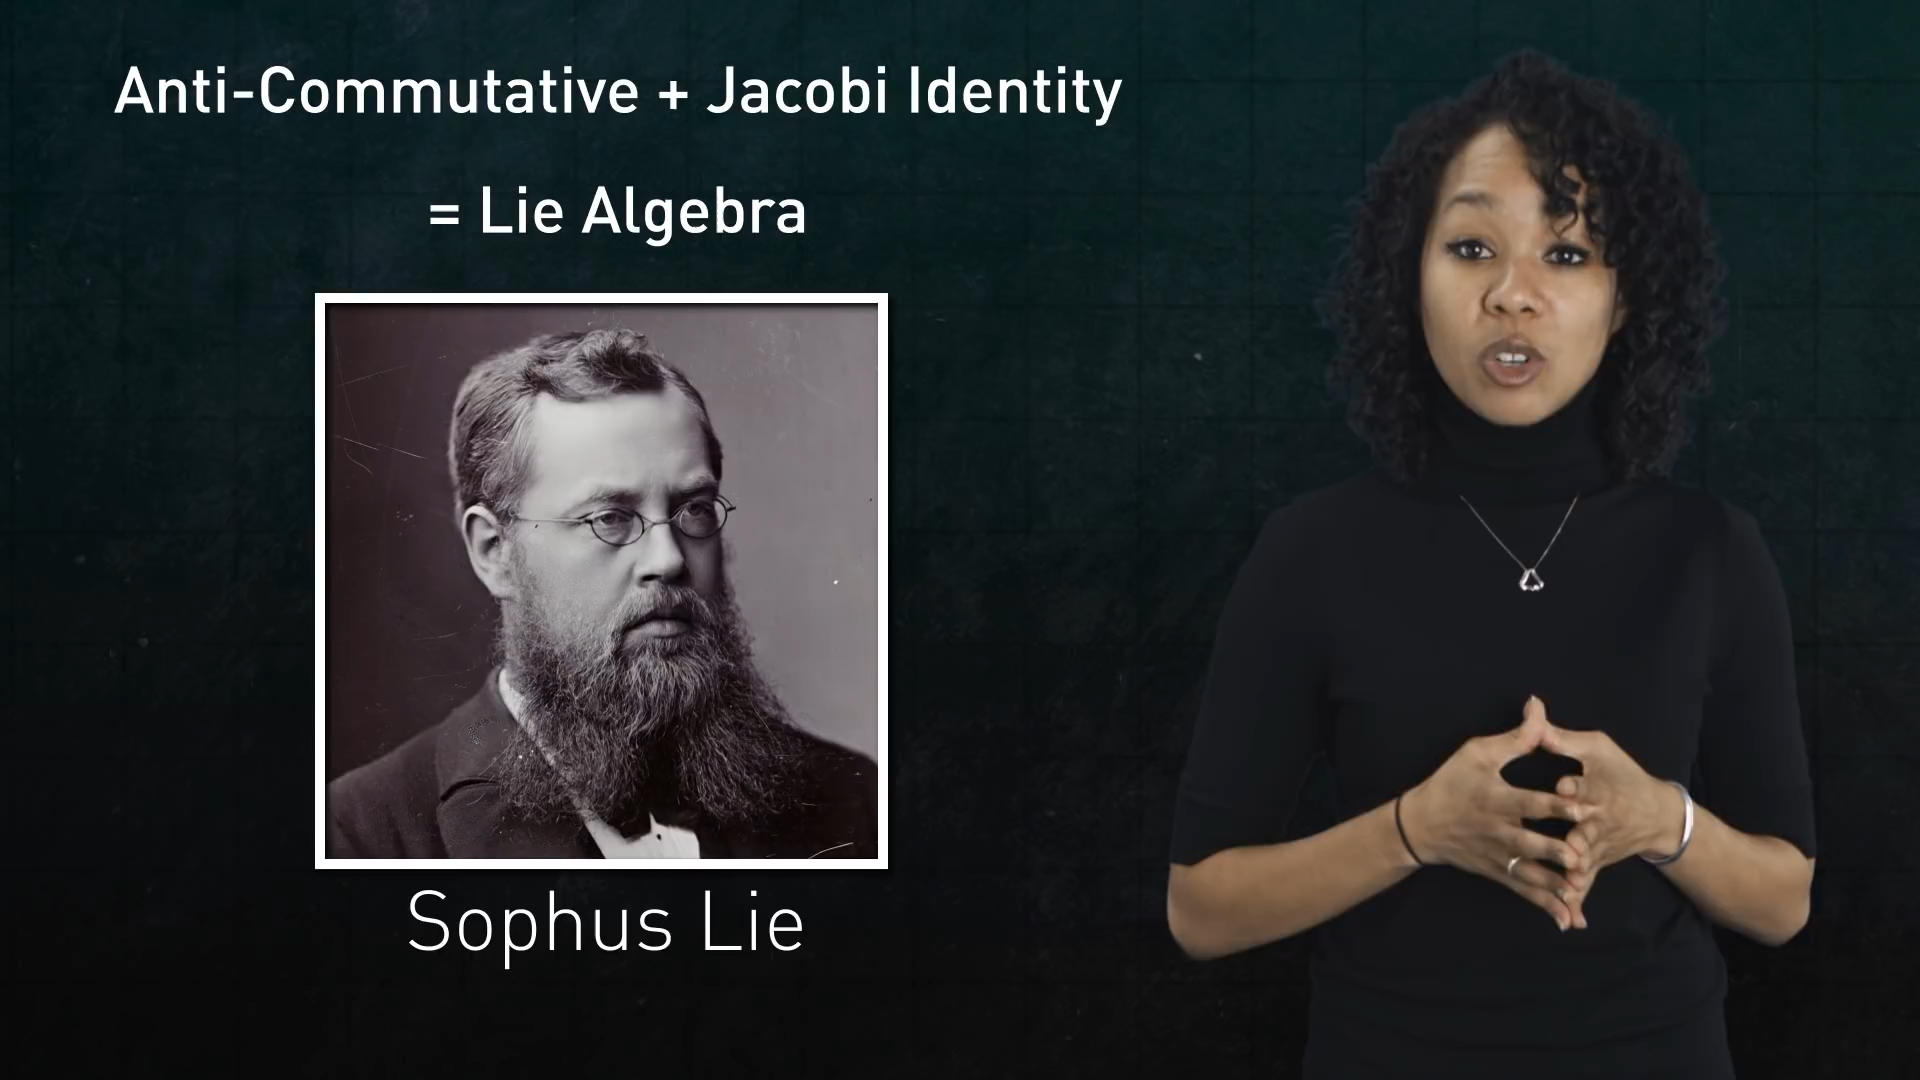 Anti-Commutative + Jacobi Identity
= Lie Algebra
Sophus Lie